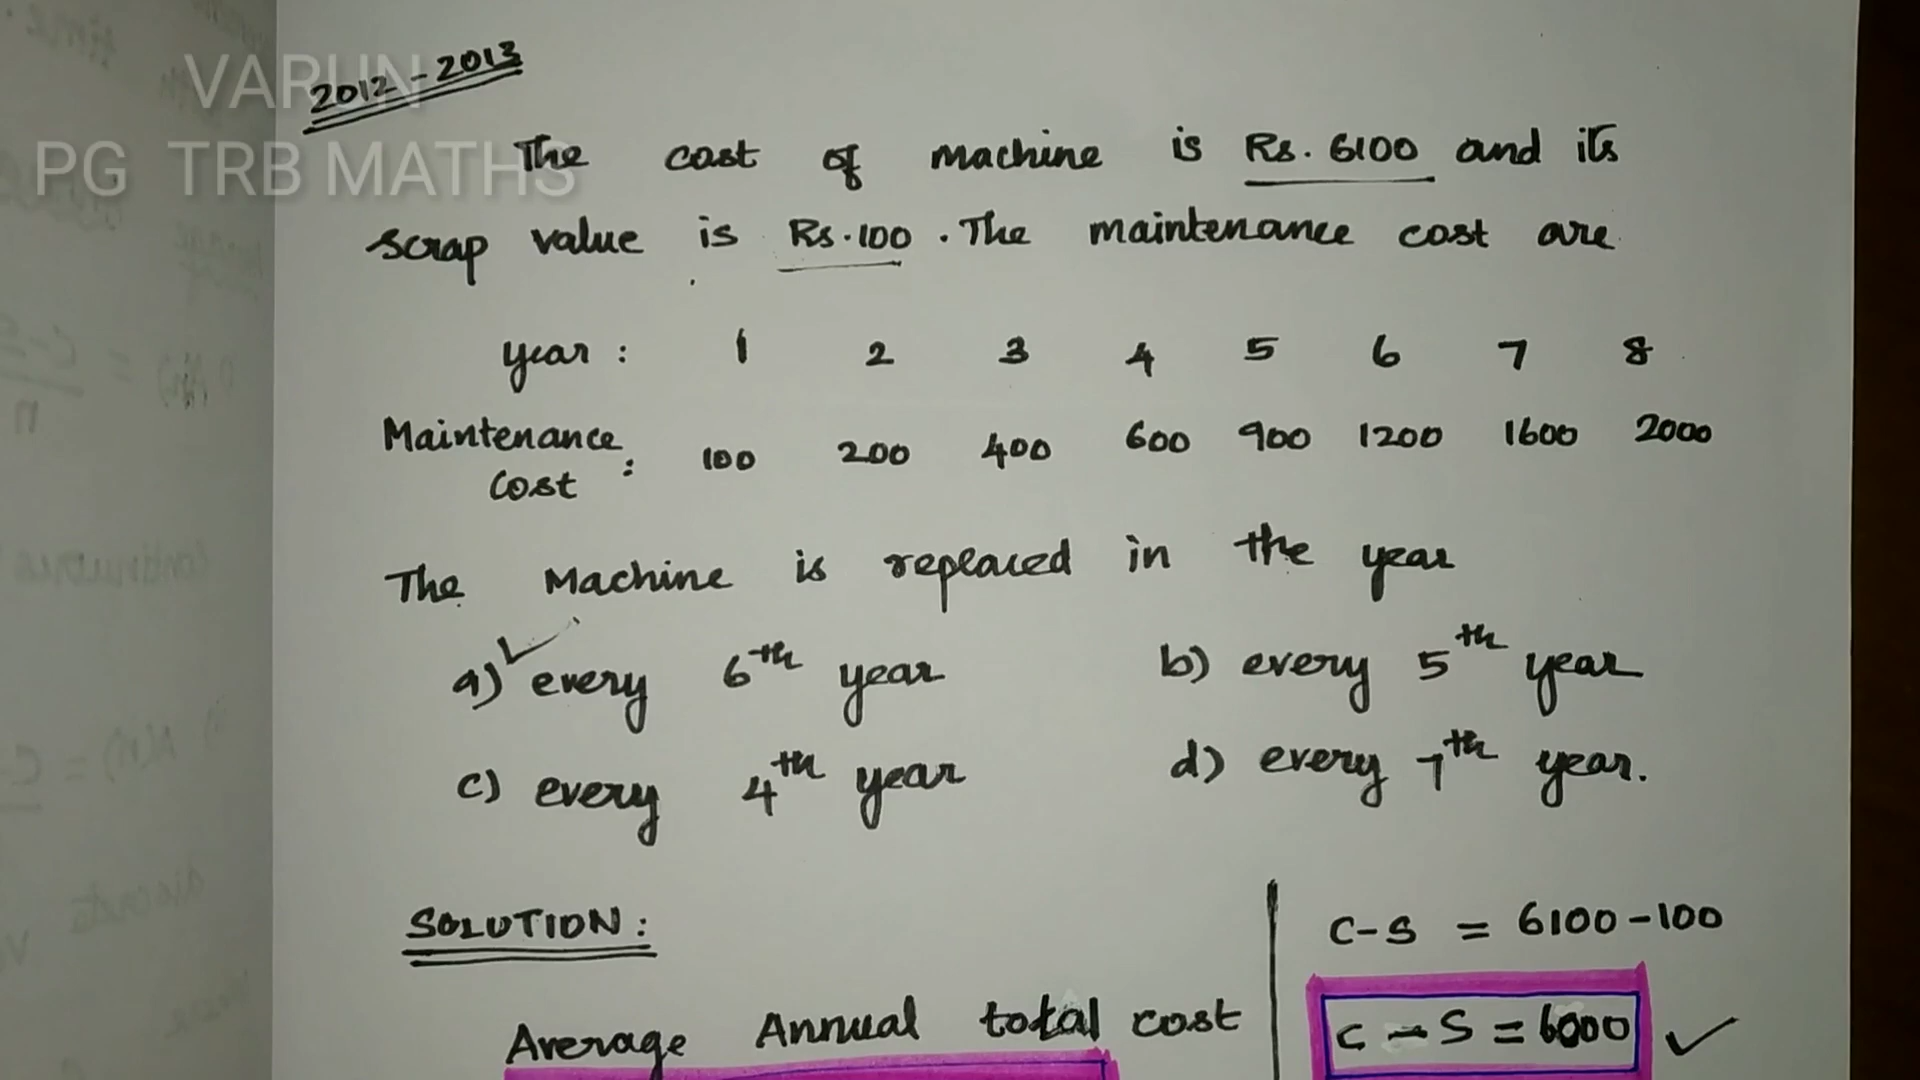 VARUN
PG TRB MATHS
2012-2013
The cost of machine is Rs. 6100 and its
scrap value is Rs.100. The maintenance cost are
year : 1 2 3 4 5 6 7 8
Maintenance
cost : 100 200 400 600 900 1200 1600 2000
The Machine is replaced in the year
a) every 6th year b) every 5th year
c) every 4th year d) every 7th year.
SOLUTION:
C-S = 6100-100
Average Annual total cost
C-S = 6000